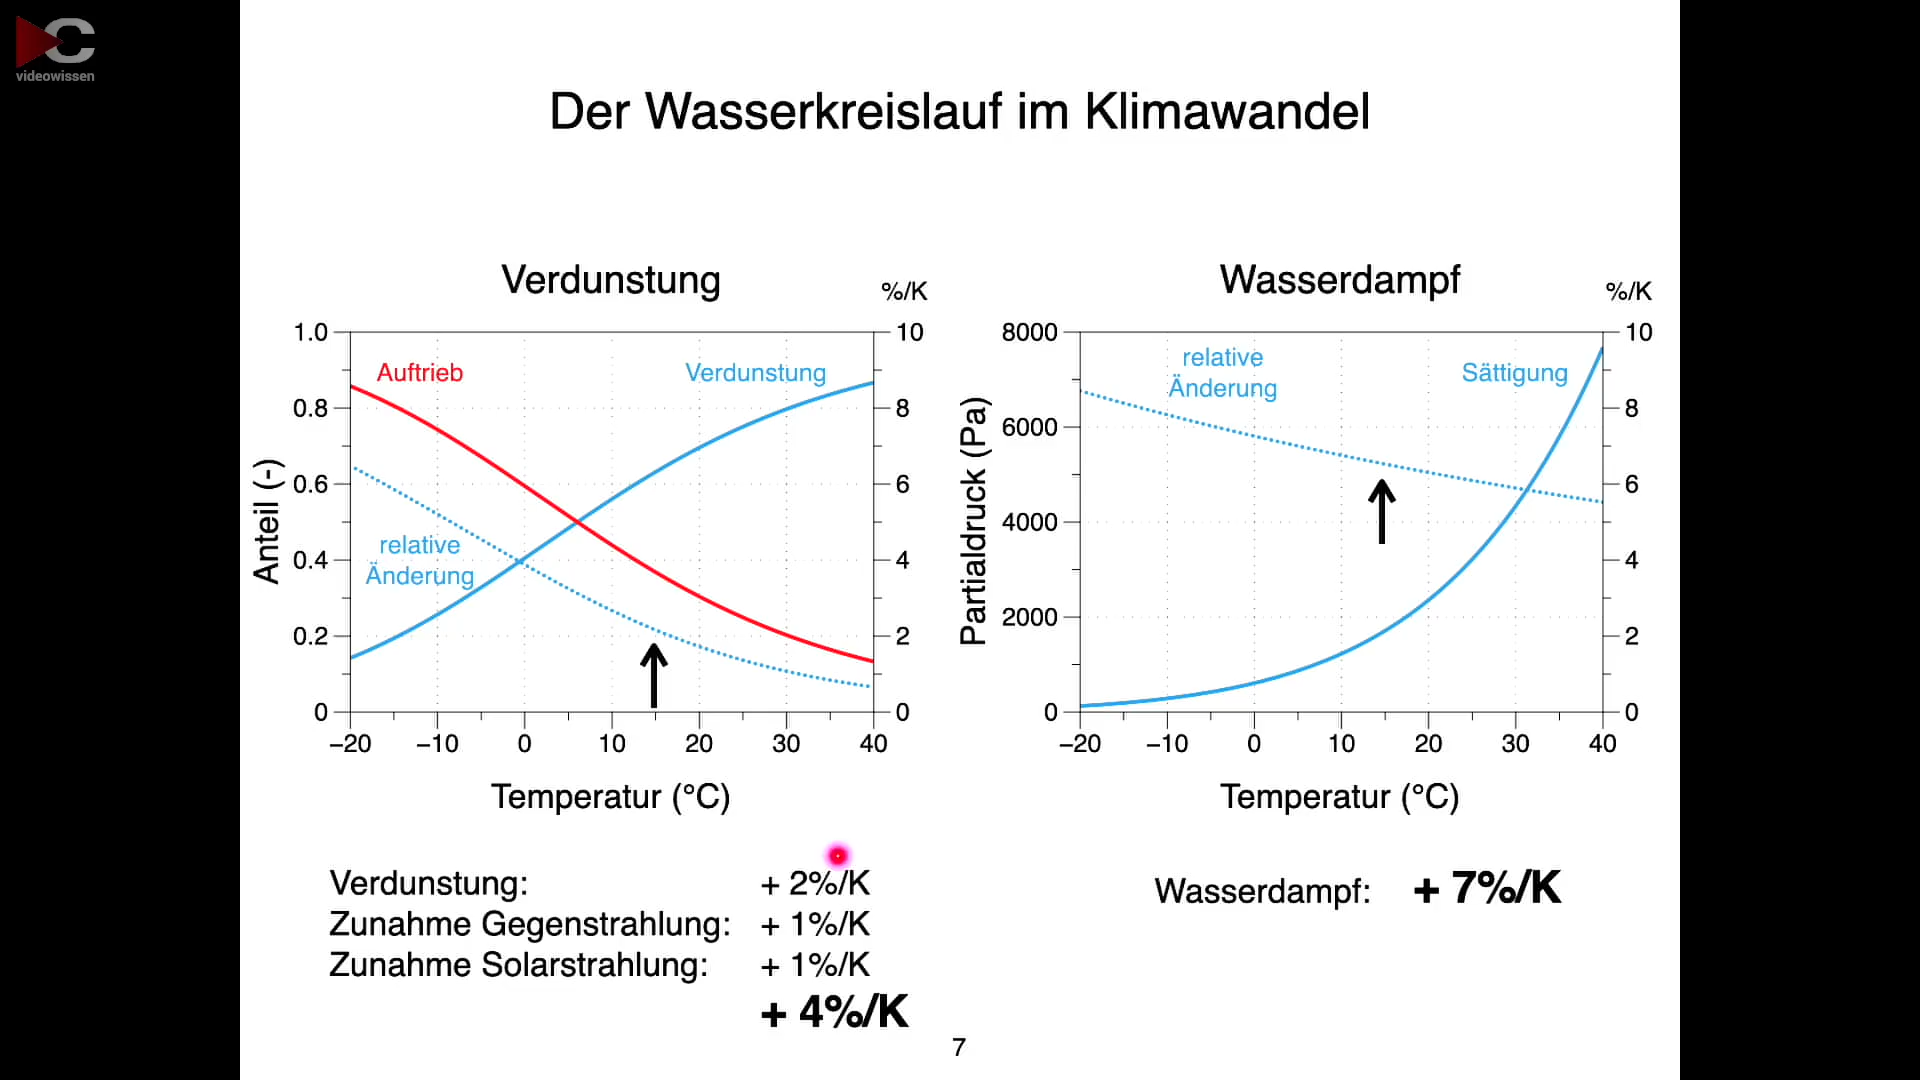 videowissen
Der Wasserkreislauf im Klimawandel
Verdunstung
%/K
1.0
0.8
0.6
0.4
0.2
0
Anteil (-)
Auftrieb
Verdunstung
relative
Änderung
10
8
6
4
2
0
–20 –10 0 10 20 30 40
Temperatur (°C)
Wasserdampf
%/K
8000
6000
4000
2000
0
Partialdruck (Pa)
relative
Änderung
Sättigung
10
8
6
4
2
0
–20 –10 0 10 20 30 40
Temperatur (°C)
Verdunstung: + 2%/K
Zunahme Gegenstrahlung: + 1%/K
Zunahme Solarstrahlung: + 1%/K
+ 4%/K
Wasserdampf: + 7%/K
7